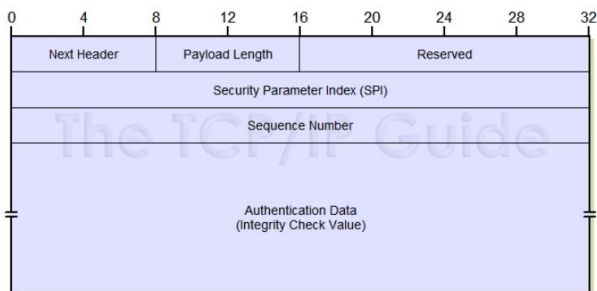 0 4 8 12 16 20 24 28 32
Next Header Payload Length Reserved
Security Parameter Index (SPI)
The TCP/IP Guide
Sequence Number
Authentication Data
(Integrity Check Value)